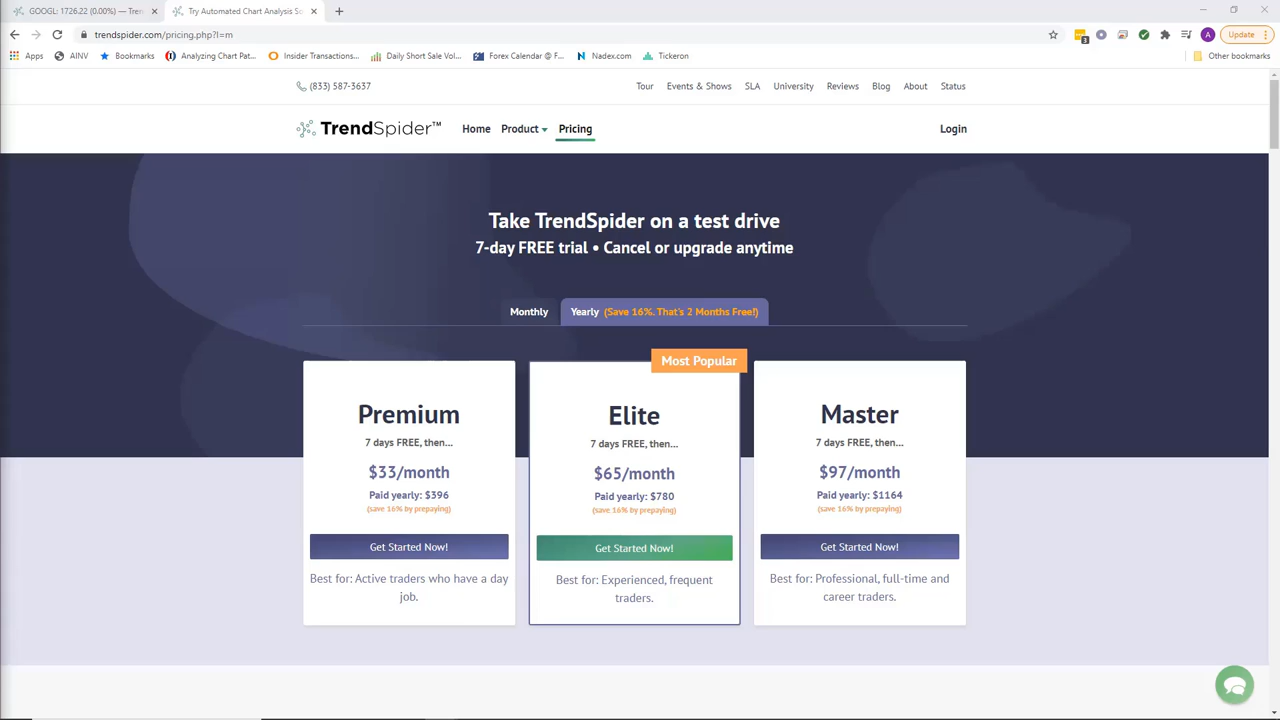 GOOGL: 1726.22 (0.00%) — Tren
Try Automated Chart Analysis So
trendspider.com/pricing.php?l=m
3
A
Update
Apps
AINV
Bookmarks
Analyzing Chart Pat...
Insider Transactions...
Daily Short Sale Vol...
Forex Calendar @ F...
Nadex.com
Tickeron
Other bookmarks
(833) 587-3637
Tour
Events & Shows
SLA
University
Reviews
Blog
About
Status
TrendSpider™
Home
Product
Pricing
Login
Take TrendSpider on a test drive
7-day FREE trial • Cancel or upgrade anytime
Monthly
Yearly (Save 16%. That's 2 Months Free!)
Premium
7 days FREE, then...
$33/month
Paid yearly: $396
(save 16% by prepaying)
Get Started Now!
Best for: Active traders who have a day
job.
Most Popular
Elite
7 days FREE, then...
$65/month
Paid yearly: $780
(save 16% by prepaying)
Get Started Now!
Best for: Experienced, frequent
traders.
Master
7 days FREE, then...
$97/month
Paid yearly: $1164
(save 16% by prepaying)
Get Started Now!
Best for: Professional, full-time and
career traders.